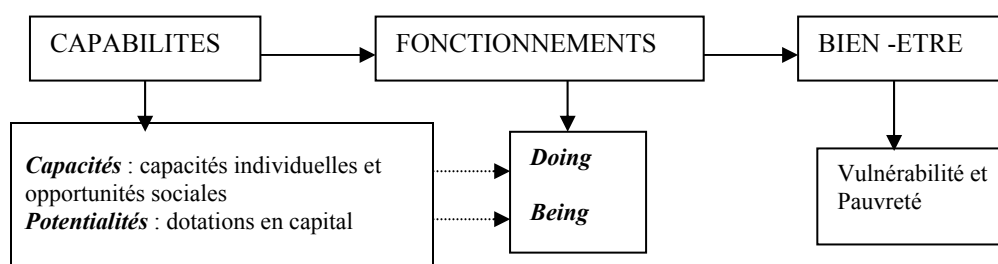 CAPABILITES
FONCTIONNEMENTS
BIEN -ETRE
Capacités : capacités individuelles et
opportunités sociales
Potentialités : dotations en capital
Doing
Being
Vulnérabilité et
Pauvreté